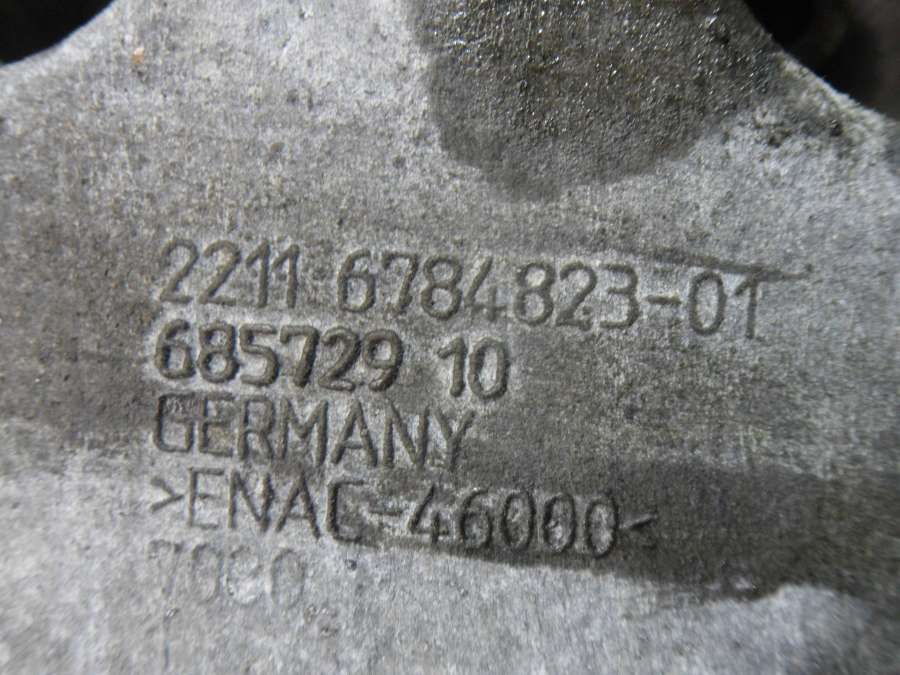 2211 6784823-01
685729 10
GERMANY
>ENAC-46000<